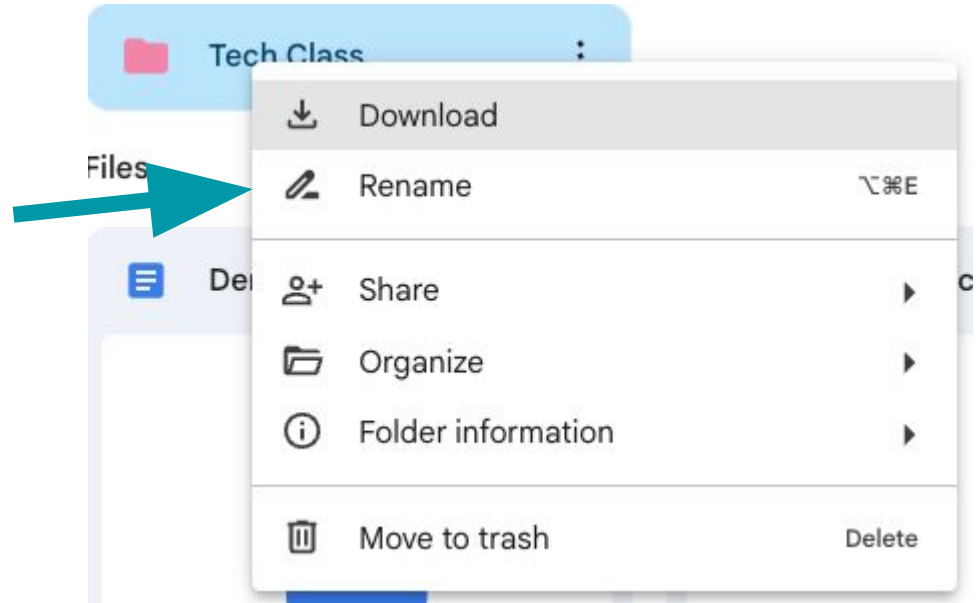 Tech Class
Download
Files
Rename ⌥⌘E
Share
Organize
Folder information
Move to trash Delete